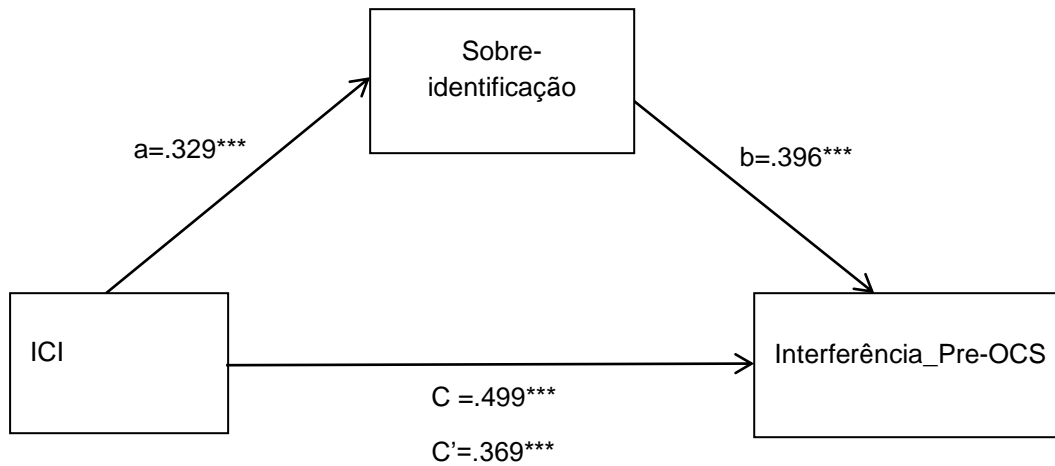 Sobre-
identificação
a=.329***
b=.396***
ICI
Interferência_Pre-OCS
C =.499***
C’=.369***